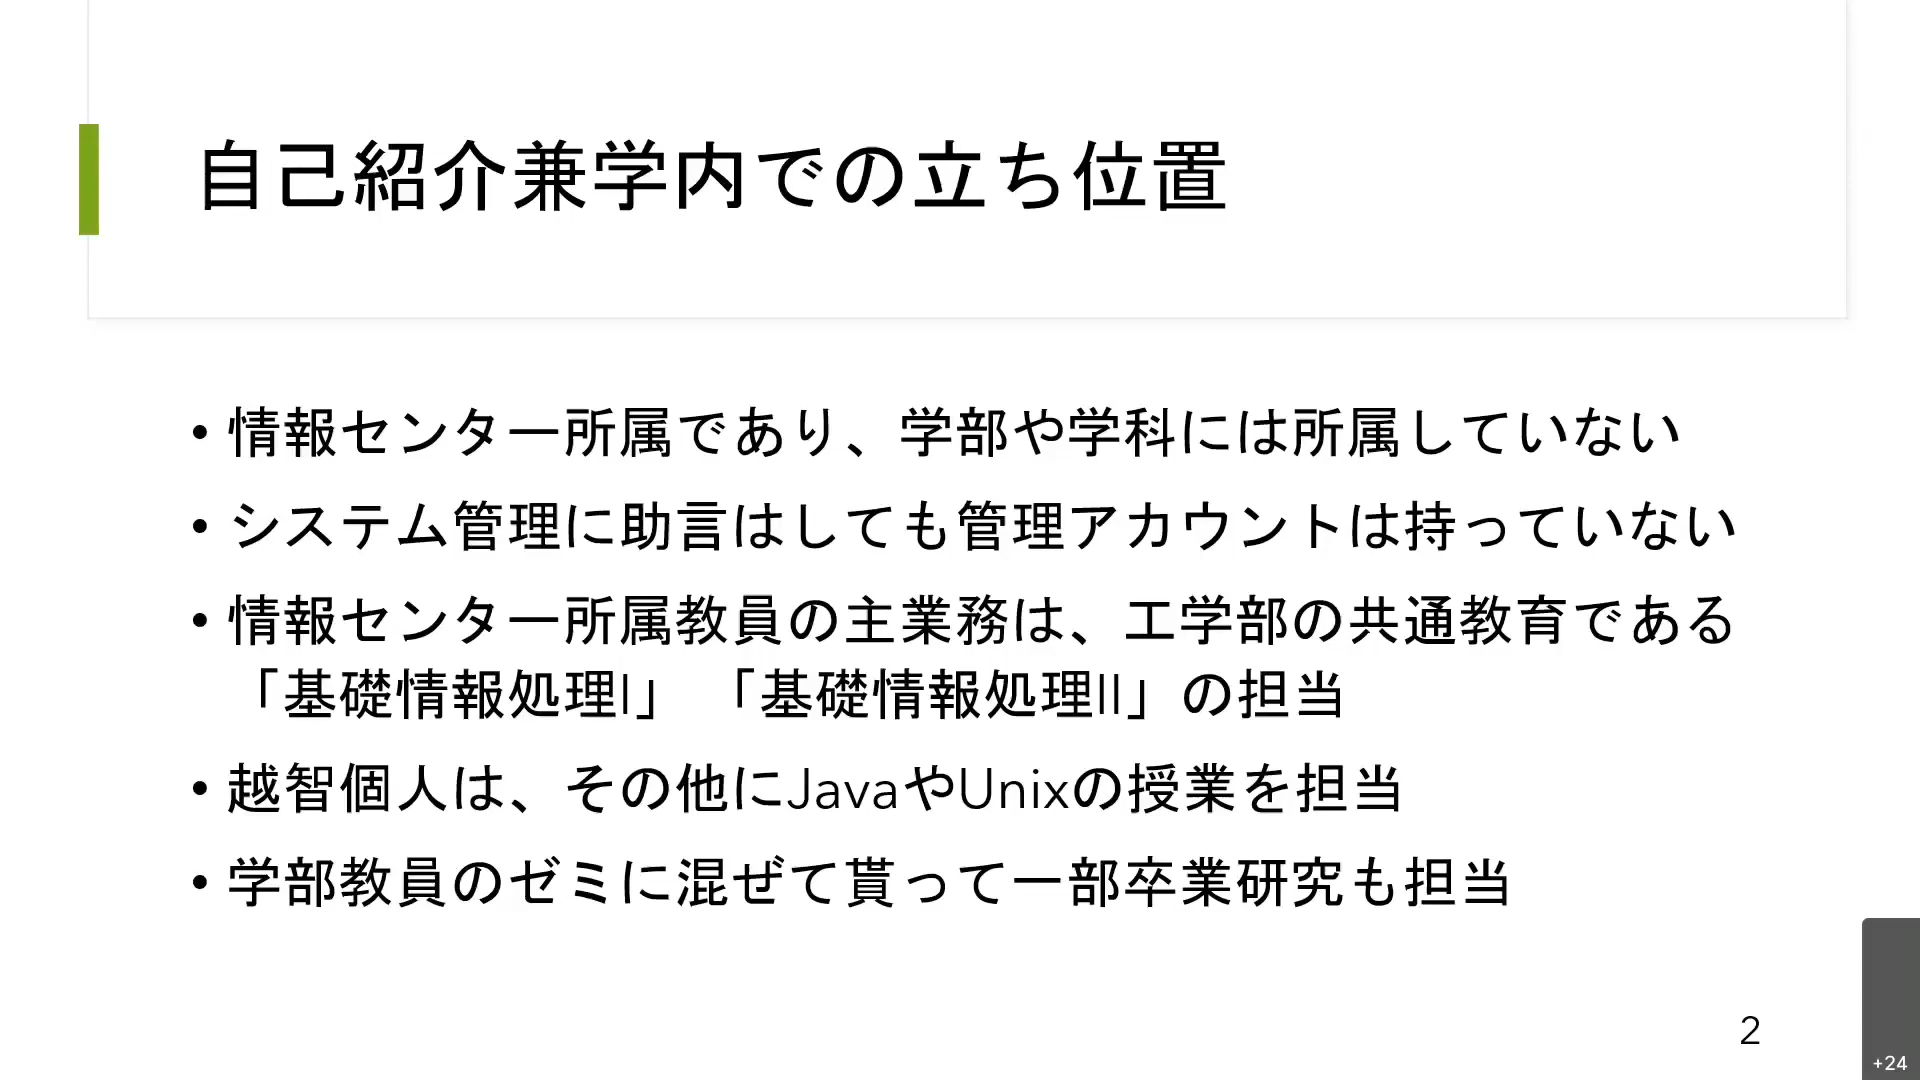 自己紹介兼学内での立ち位置
• 情報センター所属であり、学部や学科には所属していない
• システム管理に助言はしても管理アカウントは持っていない
• 情報センター所属教員の主業務は、工学部の共通教育である
「基礎情報処理I」 「基礎情報処理II」の担当
• 越智個人は、その他にJavaやUnixの授業を担当
• 学部教員のゼミに混ぜて貰って一部卒業研究も担当
2
+24